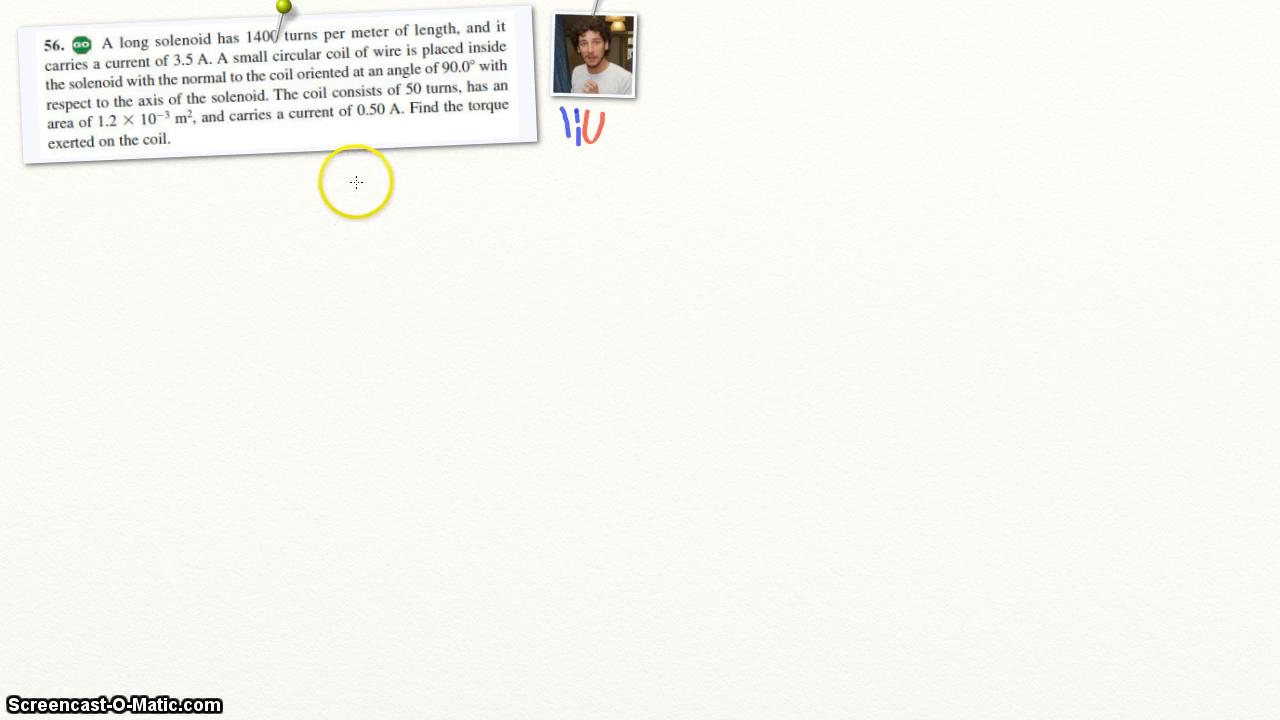 56. GO A long solenoid has 1400 turns per meter of length, and it
carries a current of 3.5 A. A small circular coil of wire is placed inside
the solenoid with the normal to the coil oriented at an angle of 90.0° with
respect to the axis of the solenoid. The coil consists of 50 turns, has an
area of 1.2 × 10⁻³ m², and carries a current of 0.50 A. Find the torque
exerted on the coil.
Screencast-O-Matic.com